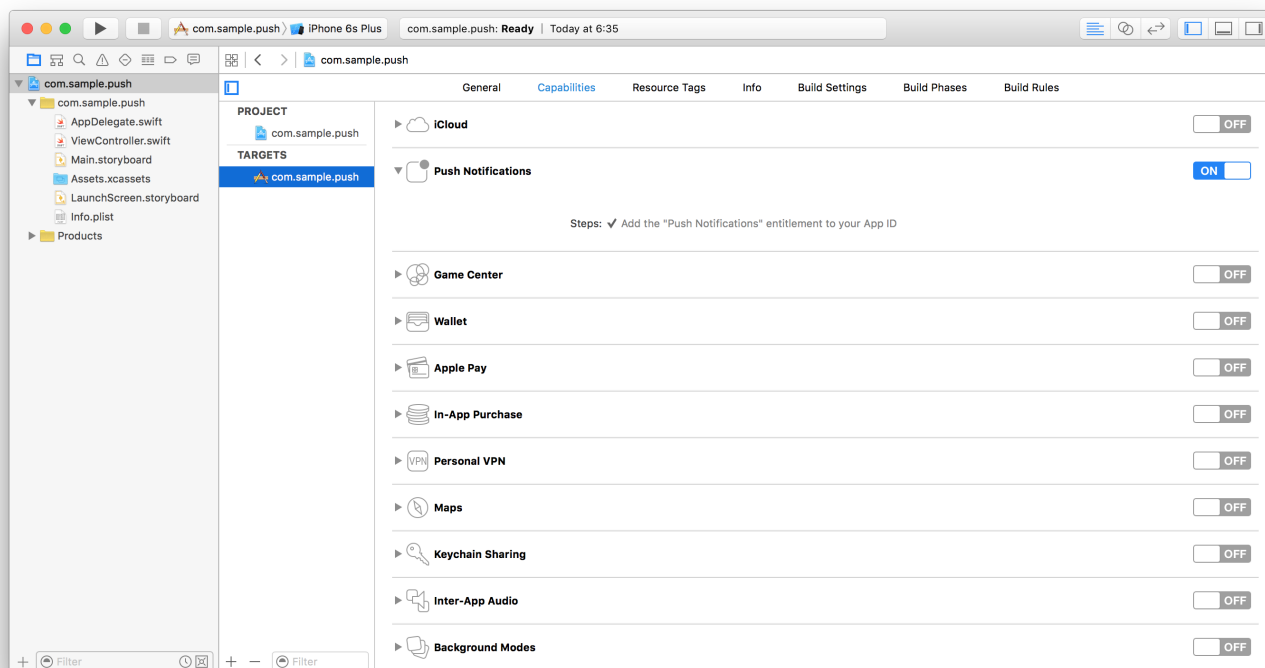 com.sample.push iPhone 6s Plus com.sample.push: Ready | Today at 6:35
com.sample.push
com.sample.push
General Capabilities Resource Tags Info Build Settings Build Phases Build Rules
com.sample.push
AppDelegate.swift
ViewController.swift
Main.storyboard
Assets.xcassets
LaunchScreen.storyboard
Info.plist
Products
Filter
PROJECT
com.sample.push
TARGETS
com.sample.push
Filter
iCloud OFF
Push Notifications ON
Steps: ✓ Add the "Push Notifications" entitlement to your App ID
Game Center OFF
Wallet OFF
Apple Pay OFF
In-App Purchase OFF
VPN Personal VPN OFF
Maps OFF
Keychain Sharing OFF
Inter-App Audio OFF
Background Modes OFF